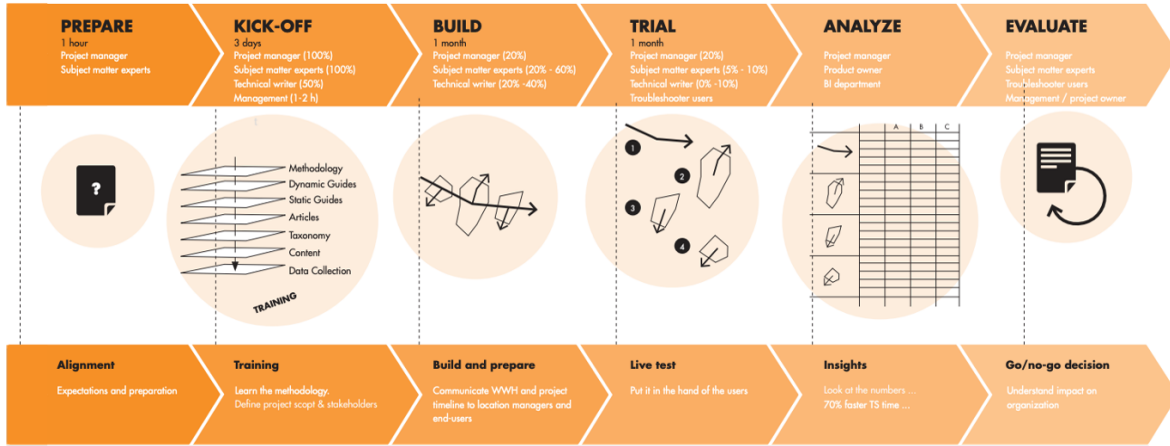 PREPARE
1 hour
Project manager
Subject matter experts
KICK-OFF
3 days
Project manager (100%)
Subject matter experts (100%)
Technical writer (50%)
Management (1-2 h)
BUILD
1 month
Project manager (20%)
Subject matter experts (20% - 60%)
Technical writer (20% -40%)
TRIAL
1 month
Project manager (20%)
Subject matter experts (5% - 10%)
Technical writer (0% -10%)
Troubleshooter users
ANALYZE
Project manager
Product owner
BI department
EVALUATE
Project manager
Subject matter experts
Troubleshooter users
Management / project owner
?
t
Methodology
Dynamic Guides
Static Guides
Articles
Taxonomy
Content
Data Collection
TRAINING
1
2
3
4
A B C
Alignment
Expectations and preparation
Training
Learn the methodology.
Define project scopt & stakeholders
Build and prepare
Communicate WWH and project
timeline to location managers and
end-users
Live test
Put it in the hand of the users
Insights
Look at the numbers ...
70% faster TS time ...
Go/no-go decision
Understand impact on
organization